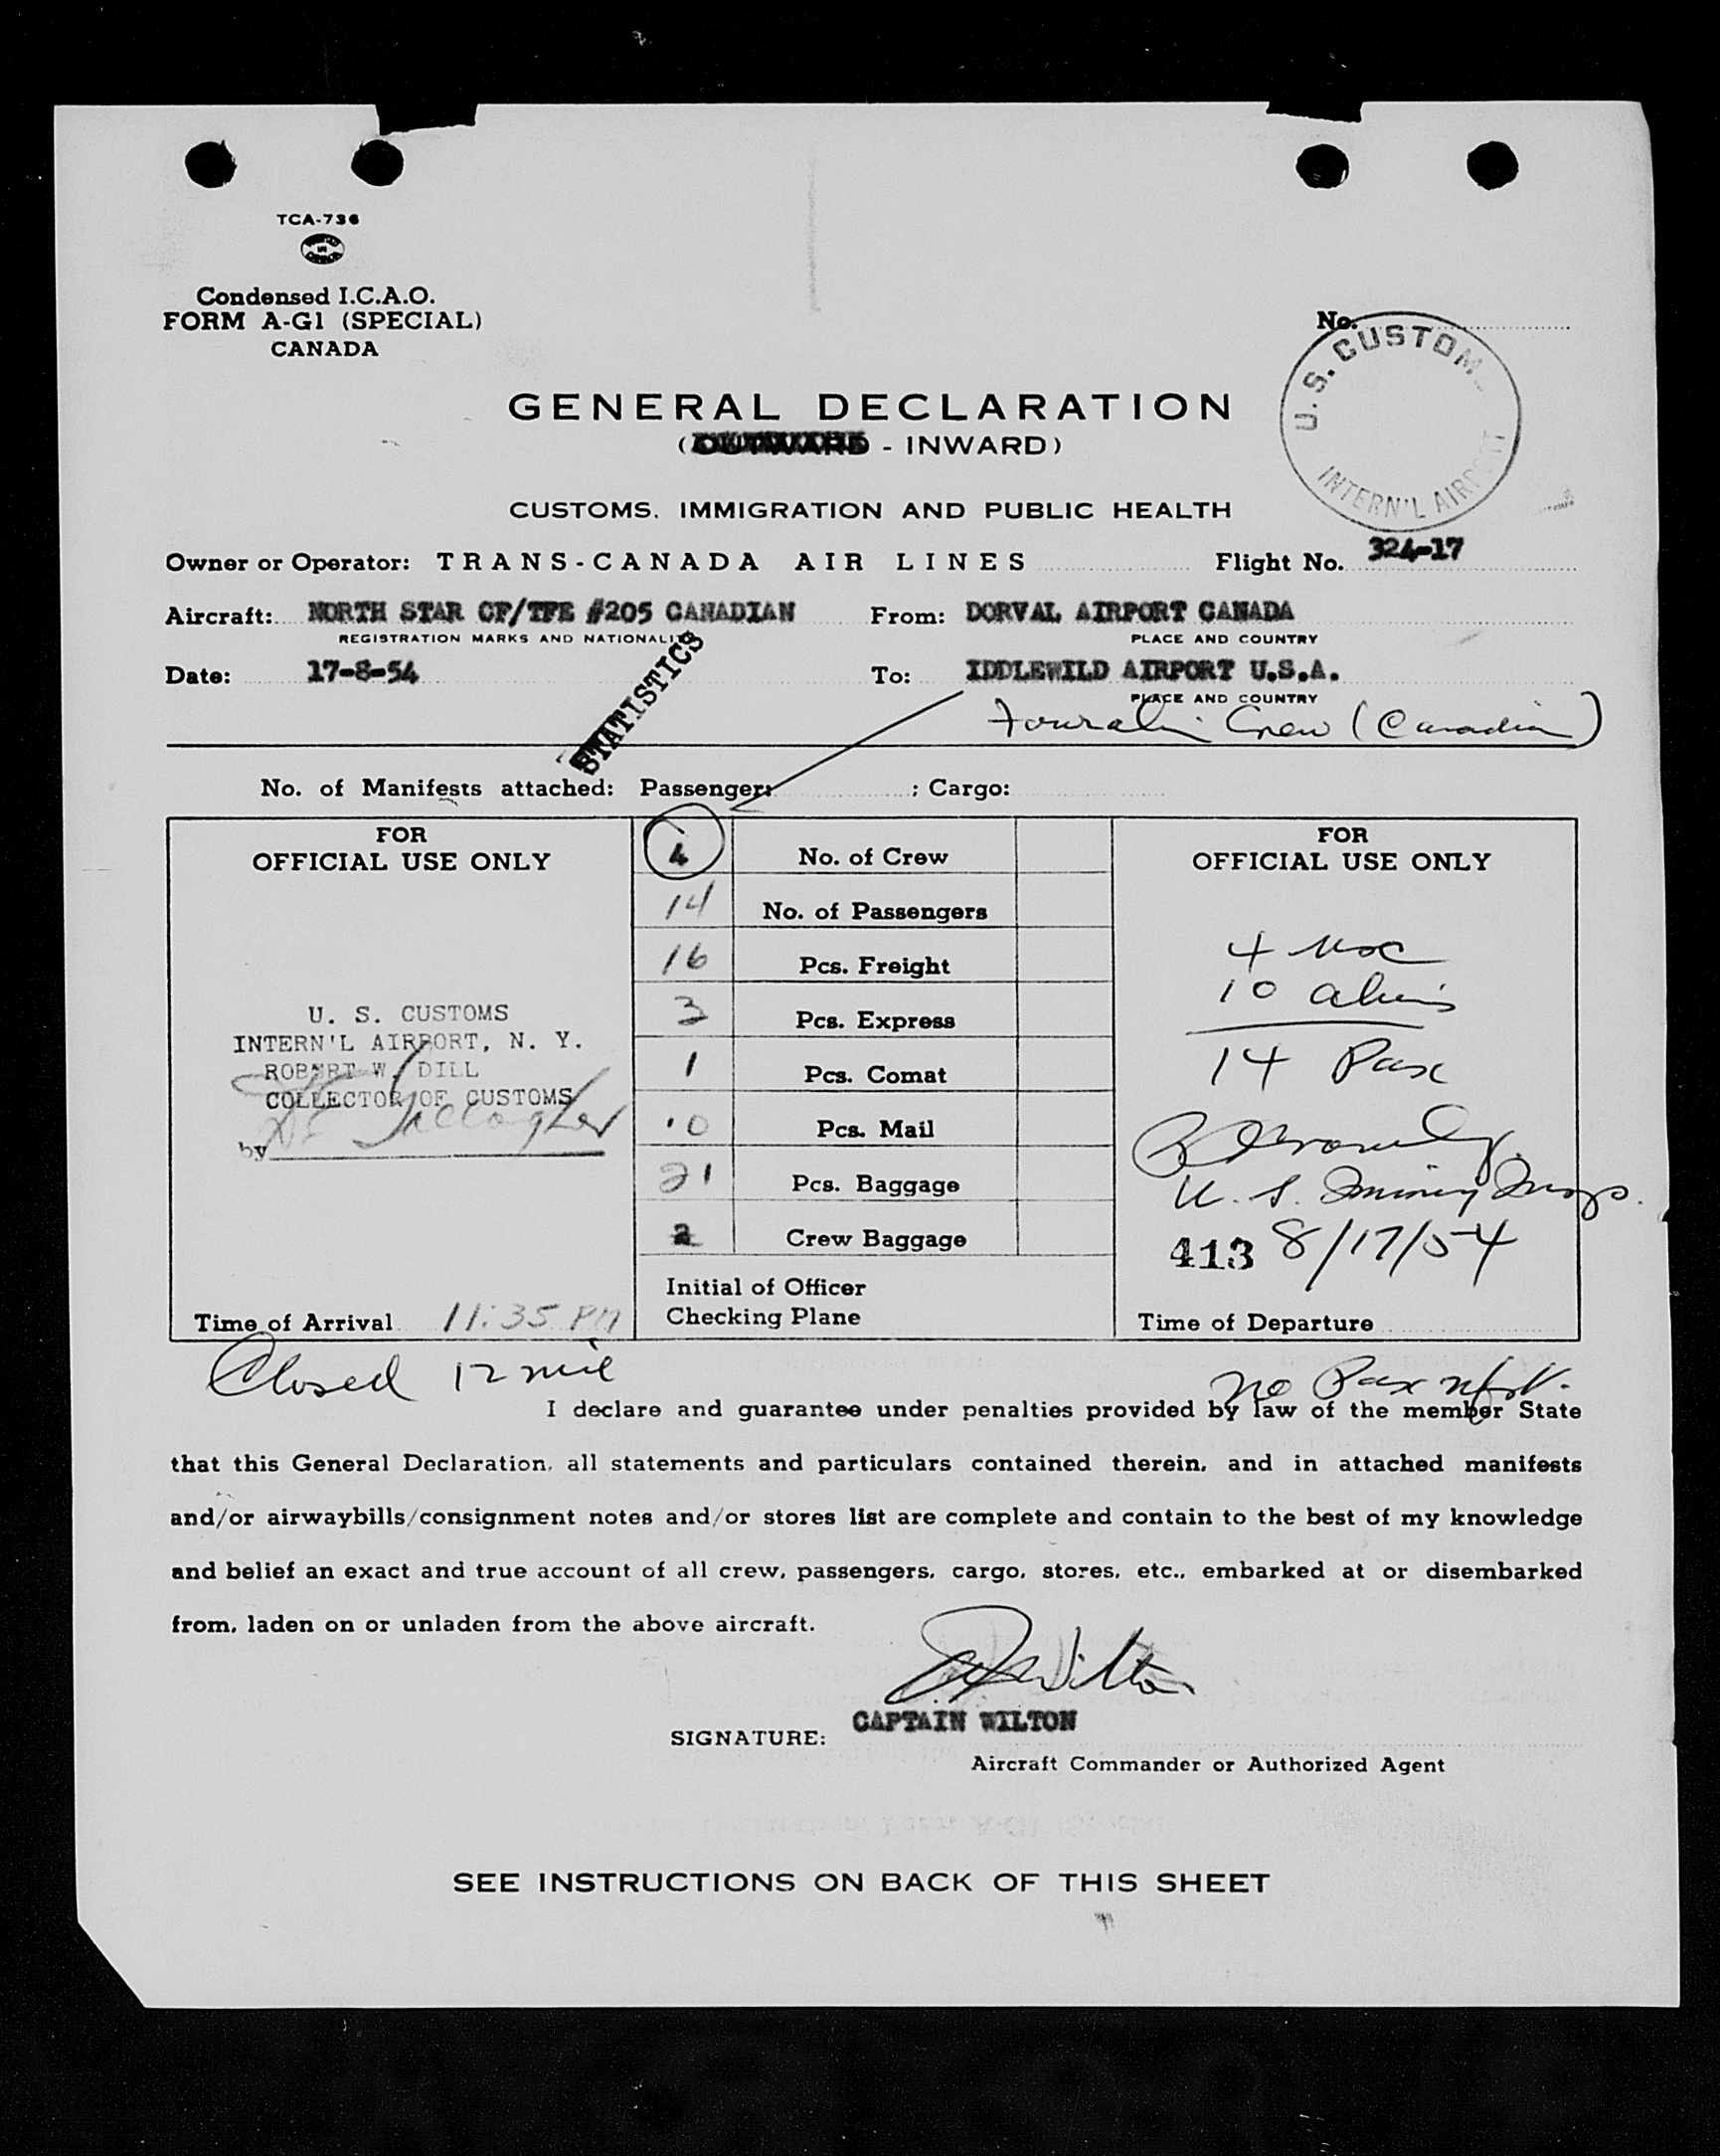 TCA-736
Condensed I.C.A.O.
FORM A-G1 (SPECIAL)
CANADA
No.
U.S. CUSTOM
INTERN'L AIRPORT
GENERAL DECLARATION
(OUTWARD - INWARD)
CUSTOMS, IMMIGRATION AND PUBLIC HEALTH
Owner or Operator: TRANS-CANADA AIR LINES Flight No. 324-17
Aircraft: NORTH STAR CF/TFE #205 CANADIAN From: DORVAL AIRPORT CANADA
REGISTRATION MARKS AND NATIONALITY PLACE AND COUNTRY
Date: 17-8-54 To: IDDLEWILD AIRPORT U.S.A.
PLACE AND COUNTRY
STATISTICS
Four alien Crew (Canadian)
No. of Manifests attached: Passenger: ; Cargo:
FOR
OFFICIAL USE ONLY
U. S. CUSTOMS
INTERN'L AIRPORT, N. Y.
ROBERT W. DILL
COLLECTOR OF CUSTOMS
by Gallagher
Time of Arrival 11:35 PM
4 No. of Crew
14 No. of Passengers
16 Pcs. Freight
3 Pcs. Express
1 Pcs. Comat
10 Pcs. Mail
21 Pcs. Baggage
2 Crew Baggage
Initial of Officer
Checking Plane
FOR
OFFICIAL USE ONLY
4 usc
10 aliens
14 Pax
U. S. Immig Insp.
413 8/17/54
Time of Departure
Closed 12 mid
no Pax
I declare and guarantee under penalties provided by law of the member State
that this General Declaration, all statements and particulars contained therein, and in attached manifests
and/or airwaybills/consignment notes and/or stores list are complete and contain to the best of my knowledge
and belief an exact and true account of all crew, passengers, cargo, stores, etc., embarked at or disembarked
from, laden on or unladen from the above aircraft.
Wilton
SIGNATURE: CAPTAIN WILTON
Aircraft Commander or Authorized Agent
SEE INSTRUCTIONS ON BACK OF THIS SHEET